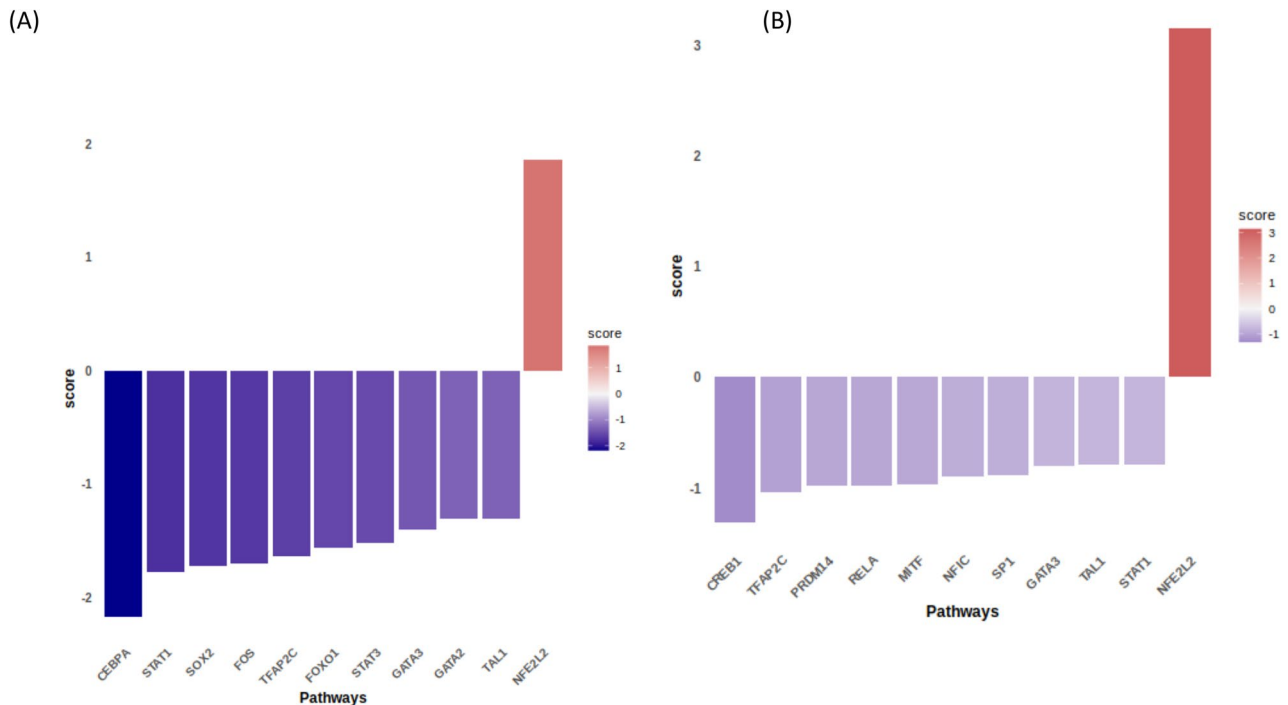 (A)
2
1
0
-1
-2
score
CEBPA
STAT1
SOX2
FOS
TFAP2C
FOXO1
STAT3
GATA3
GATA2
TAL1
NFE2L2
Pathways
score
1
0
-1
-2
(B)
3
2
1
0
-1
score
CREB1
TFAP2C
PRDM14
RELA
MITF
NFIC
SP1
GATA3
TAL1
STAT1
NFE2L2
Pathways
score
3
2
1
0
-1